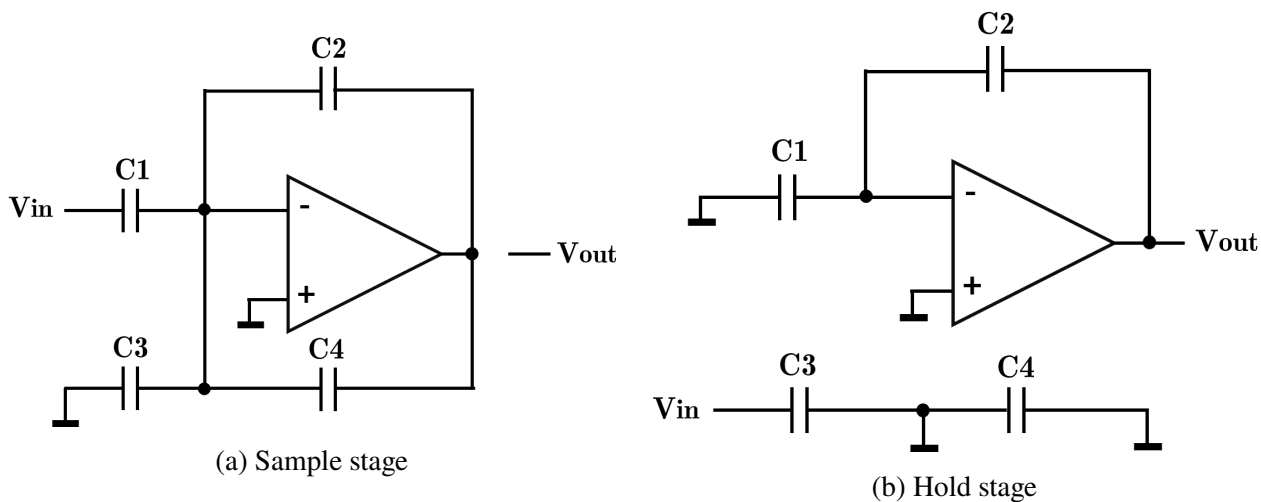 C2
C1
Vin
-
+
Vout
C3
C4
(a) Sample stage
C2
C1
-
+
Vout
C3
C4
Vin
(b) Hold stage